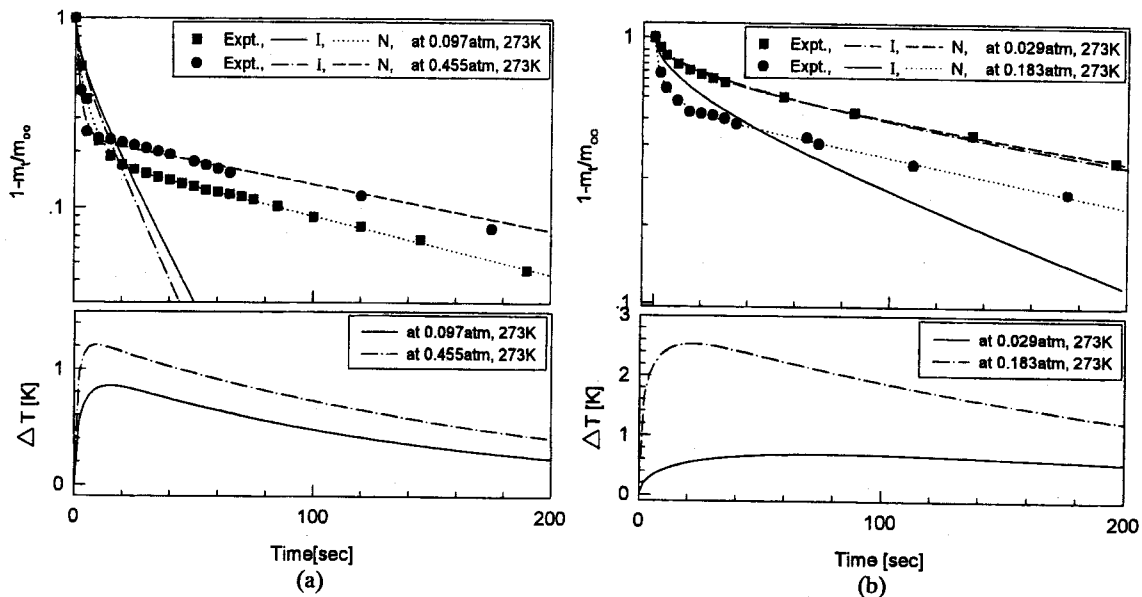 1
.1
1-mt/m∞
■ Expt., I, N, at 0.097atm, 273K
● Expt., I, N, at 0.455atm, 273K
1
0
△ T [K]
at 0.097atm, 273K
at 0.455atm, 273K
0 100 200
Time[sec]
(a)
1
.1
1-mt/m∞
■ Expt., I, N, at 0.029atm, 273K
● Expt., I, N, at 0.183atm, 273K
3
2
1
0
△ T [K]
at 0.029atm, 273K
at 0.183atm, 273K
0 100 200
Time [sec]
(b)